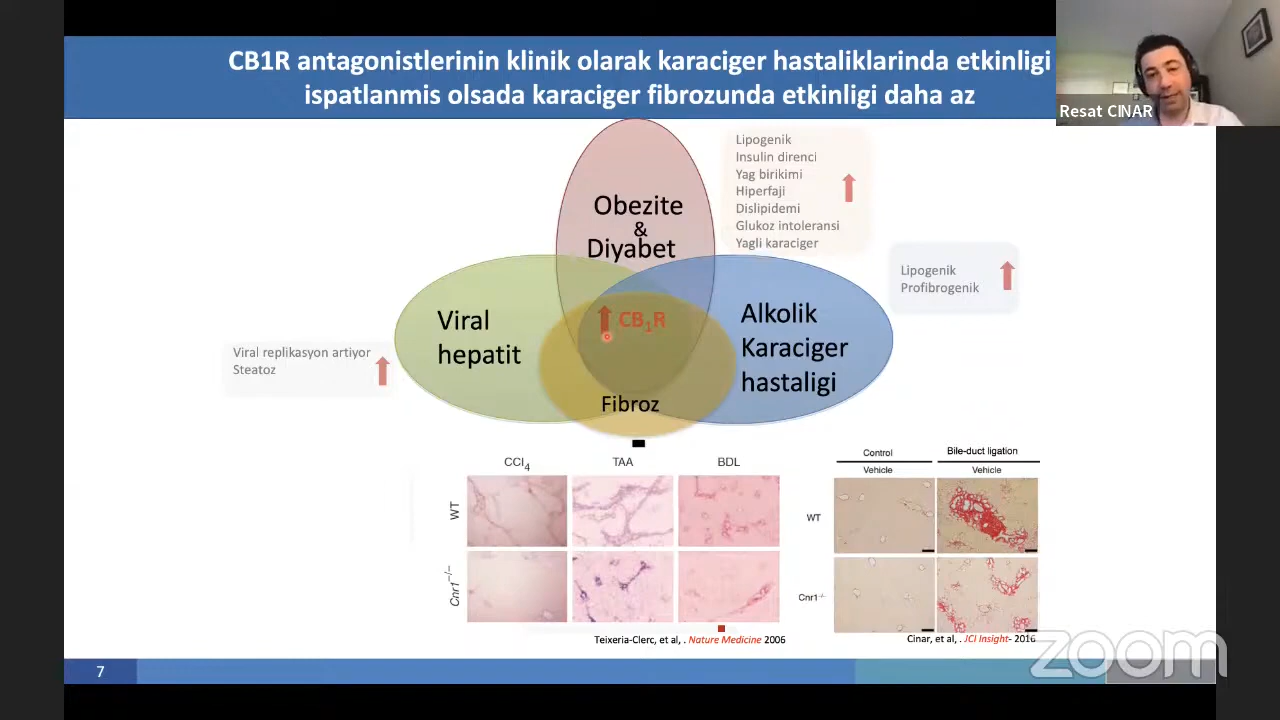 CB1R antagonistlerinin klinik olarak karaciger hastaliklarinda etkinligi
ispatlanmis olsada karaciger fibrozunda etkinligi daha az
Resat CINAR
Lipogenik
Insulin direnci
Yag birikimi
Hiperfaji
Dislipidemi
Glukoz intoleransi
Yagli karaciger
Obezite
&
Diyabet
Lipogenik
Profibrogenik
Viral
hepatit
CB1R
Alkolik
Karaciger
hastaligi
Viral replikasyon artiyor
Steatoz
Fibroz
CCl4
TAA
BDL
WT
Cnr1-/-
Teixeria-Clerc, et al, . Nature Medicine 2006
Control
Bile-duct ligation
Vehicle
Vehicle
WT
Cnr1-/-
Cinar, et al, . JCI Insight- 2016
zoom
7